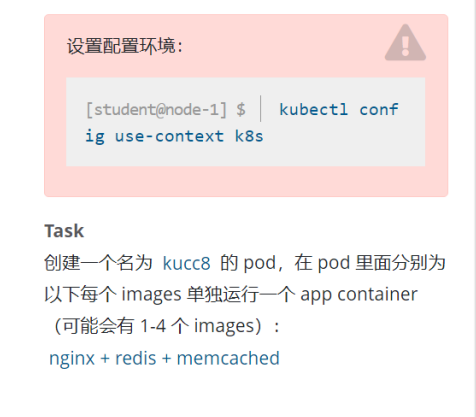 设置配置环境：
[student@node-1] $ │ kubectl conf
ig use-context k8s
Task
创建一个名为 kucc8 的 pod，在 pod 里面分别为
以下每个 images 单独运行一个 app container
（可能会有 1-4 个 images）：
nginx + redis + memcached